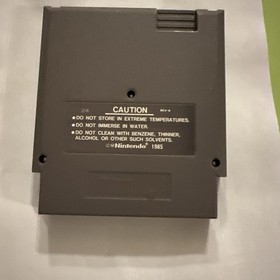 CAUTION
• DO NOT STORE IN EXTREME TEMPERATURES.
• DO NOT IMMERSE IN WATER.
• DO NOT CLEAN WITH BENZENE, THINNER,
ALCOHOL OR OTHER SUCH SOLVENTS.
Nintendo 1985